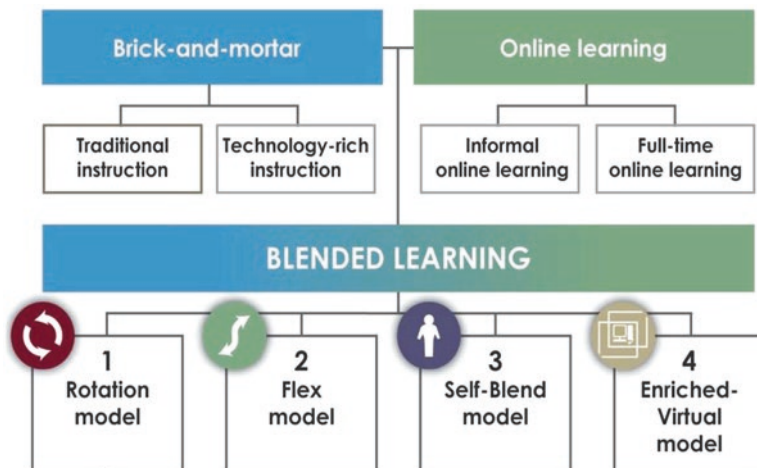 Brick-and-mortar
Online learning
Traditional
instruction
Technology-rich
instruction
Informal
online learning
Full-time
online learning
BLENDED LEARNING
1
Rotation
model
2
Flex
model
3
Self-Blend
model
4
Enriched-
Virtual
model